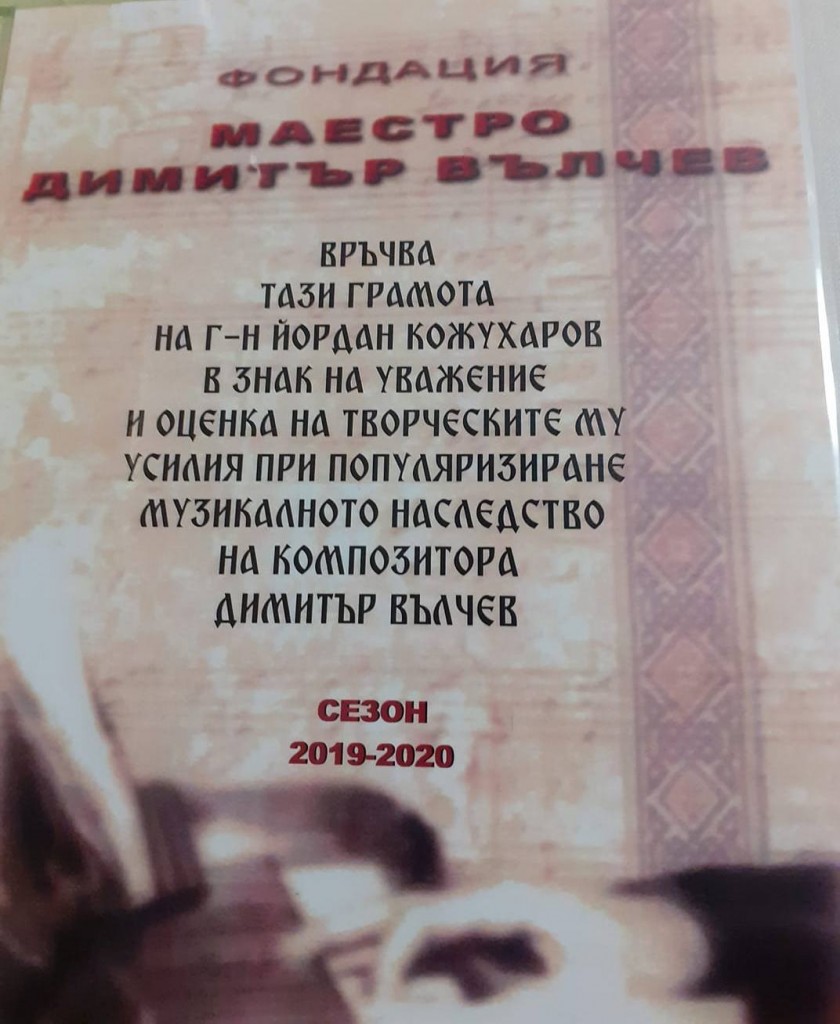 ФОНДАЦИЯ
МАЕСТРО
ДИМИТЪР ВЪЛЧЕВ
ВРЪЧВА
ТАЗИ ГРАМОТА
НА Г-Н ЙОРДАН КОЖУХАРОВ
В ЗНАК НА УВАЖЕНИЕ
И ОЦЕНКА НА ТВОРЧЕСКИТЕ МУ
УСИЛИЯ ПРИ ПОПУЛЯРИЗИРАНЕ
МУЗИКАЛНОТО НАСЛЕДСТВО
НА КОМПОЗИТОРА
ДИМИТЪР ВЪЛЧЕВ
СЕЗОН
2019-2020